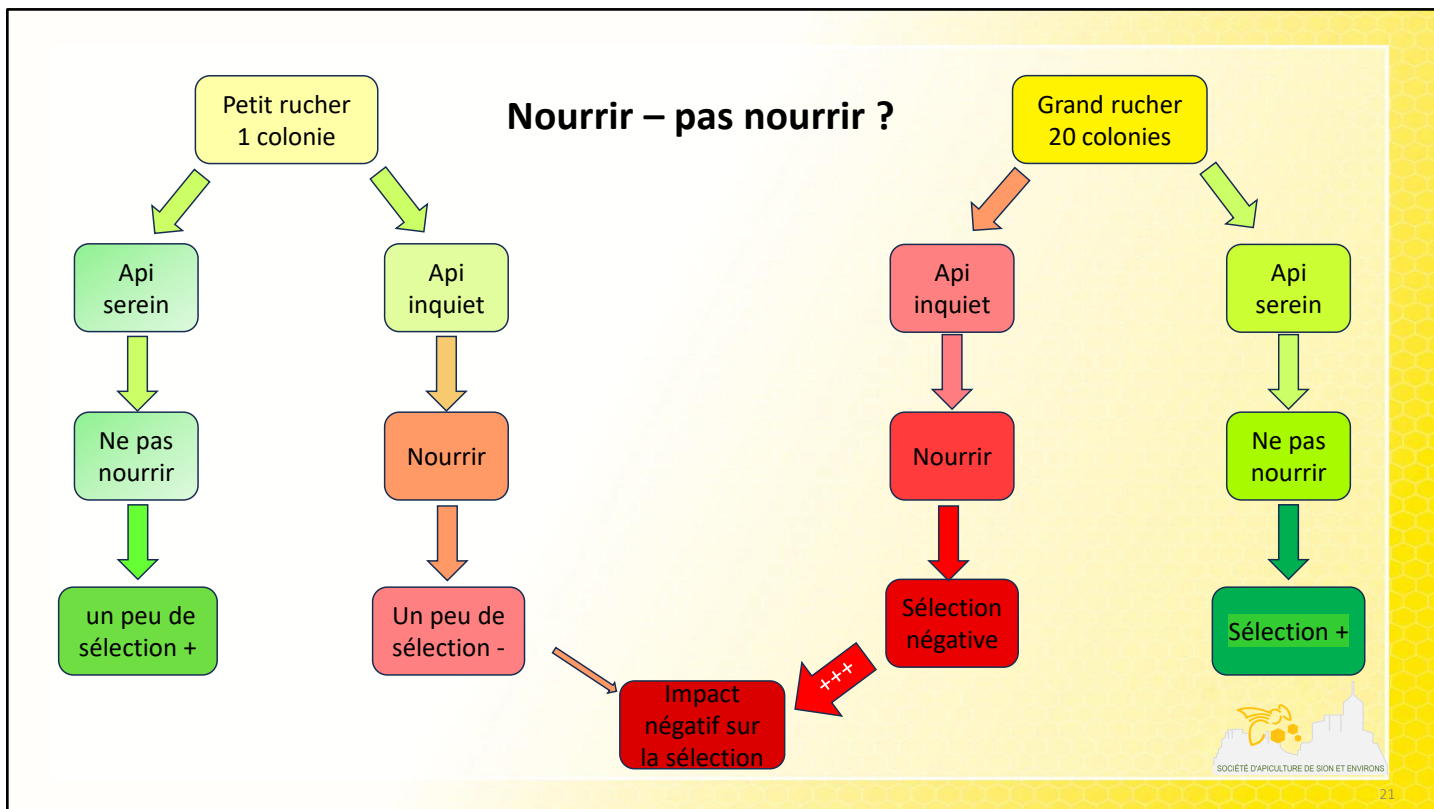 Nourrir – pas nourrir ?
Petit rucher
1 colonie
Api
serein
Ne pas
nourrir
un peu de
sélection +
Api
inquiet
Nourrir
Un peu de
sélection -
Grand rucher
20 colonies
Api
inquiet
Nourrir
Sélection
négative
+++
Impact
négatif sur
la sélection
Api
serein
Ne pas
nourrir
Sélection +
SOCIÉTÉ D'APICULTURE DE SION ET ENVIRONS
21